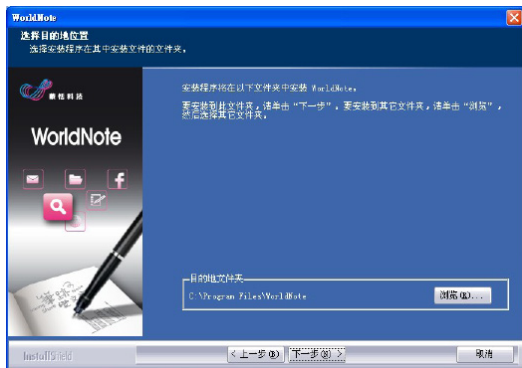 WorldNote
选择目的地位置
选择安装程序在其中安装文件的文件夹。
WorldNote
安装程序将在以下文件夹中安装 WorldNote。
要安装到此文件夹，请单击“下一步”。要安装到其它文件夹，请单击“浏览”，
然后选择其它文件夹。
目的地文件夹
C:\Program Files\WorldNote
浏览(R)...
InstallShield
< 上一步(B)
下一步(N) >
取消